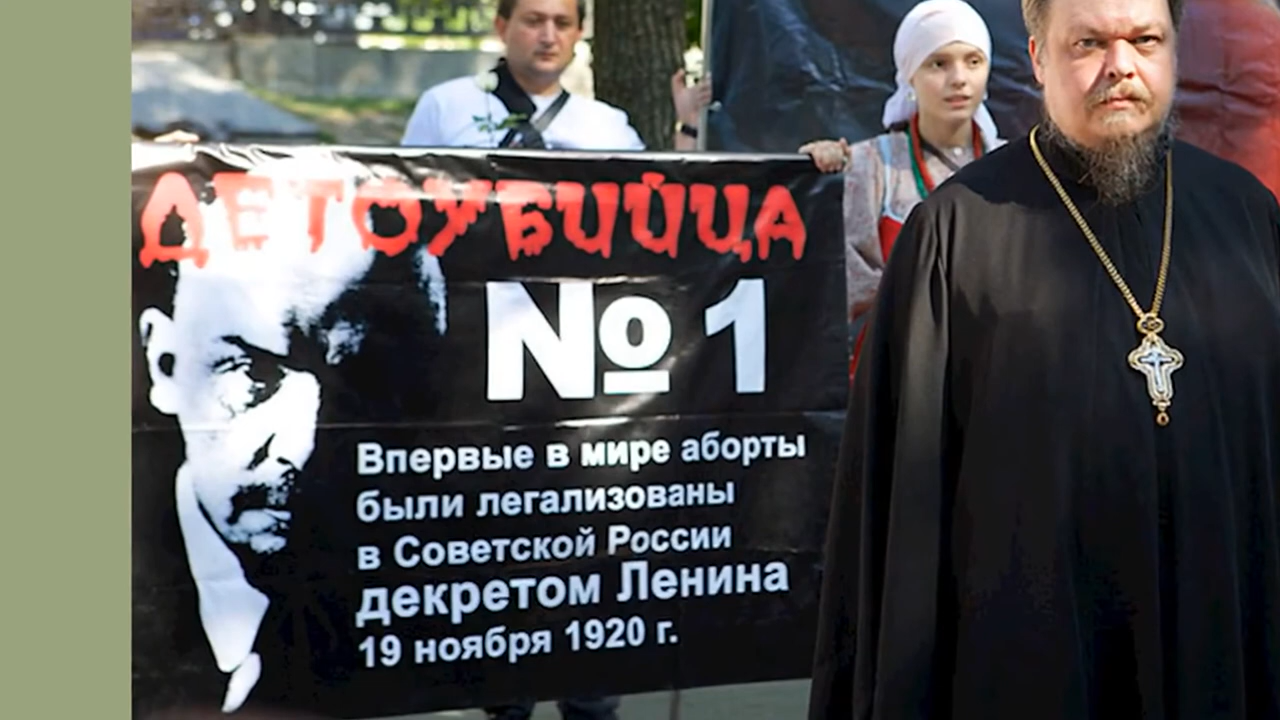 ДЕТОУБИЙЦА
№ 1
Впервые в мире аборты
были легализованы
в Советской России
декретом Ленина
19 ноября 1920 г.